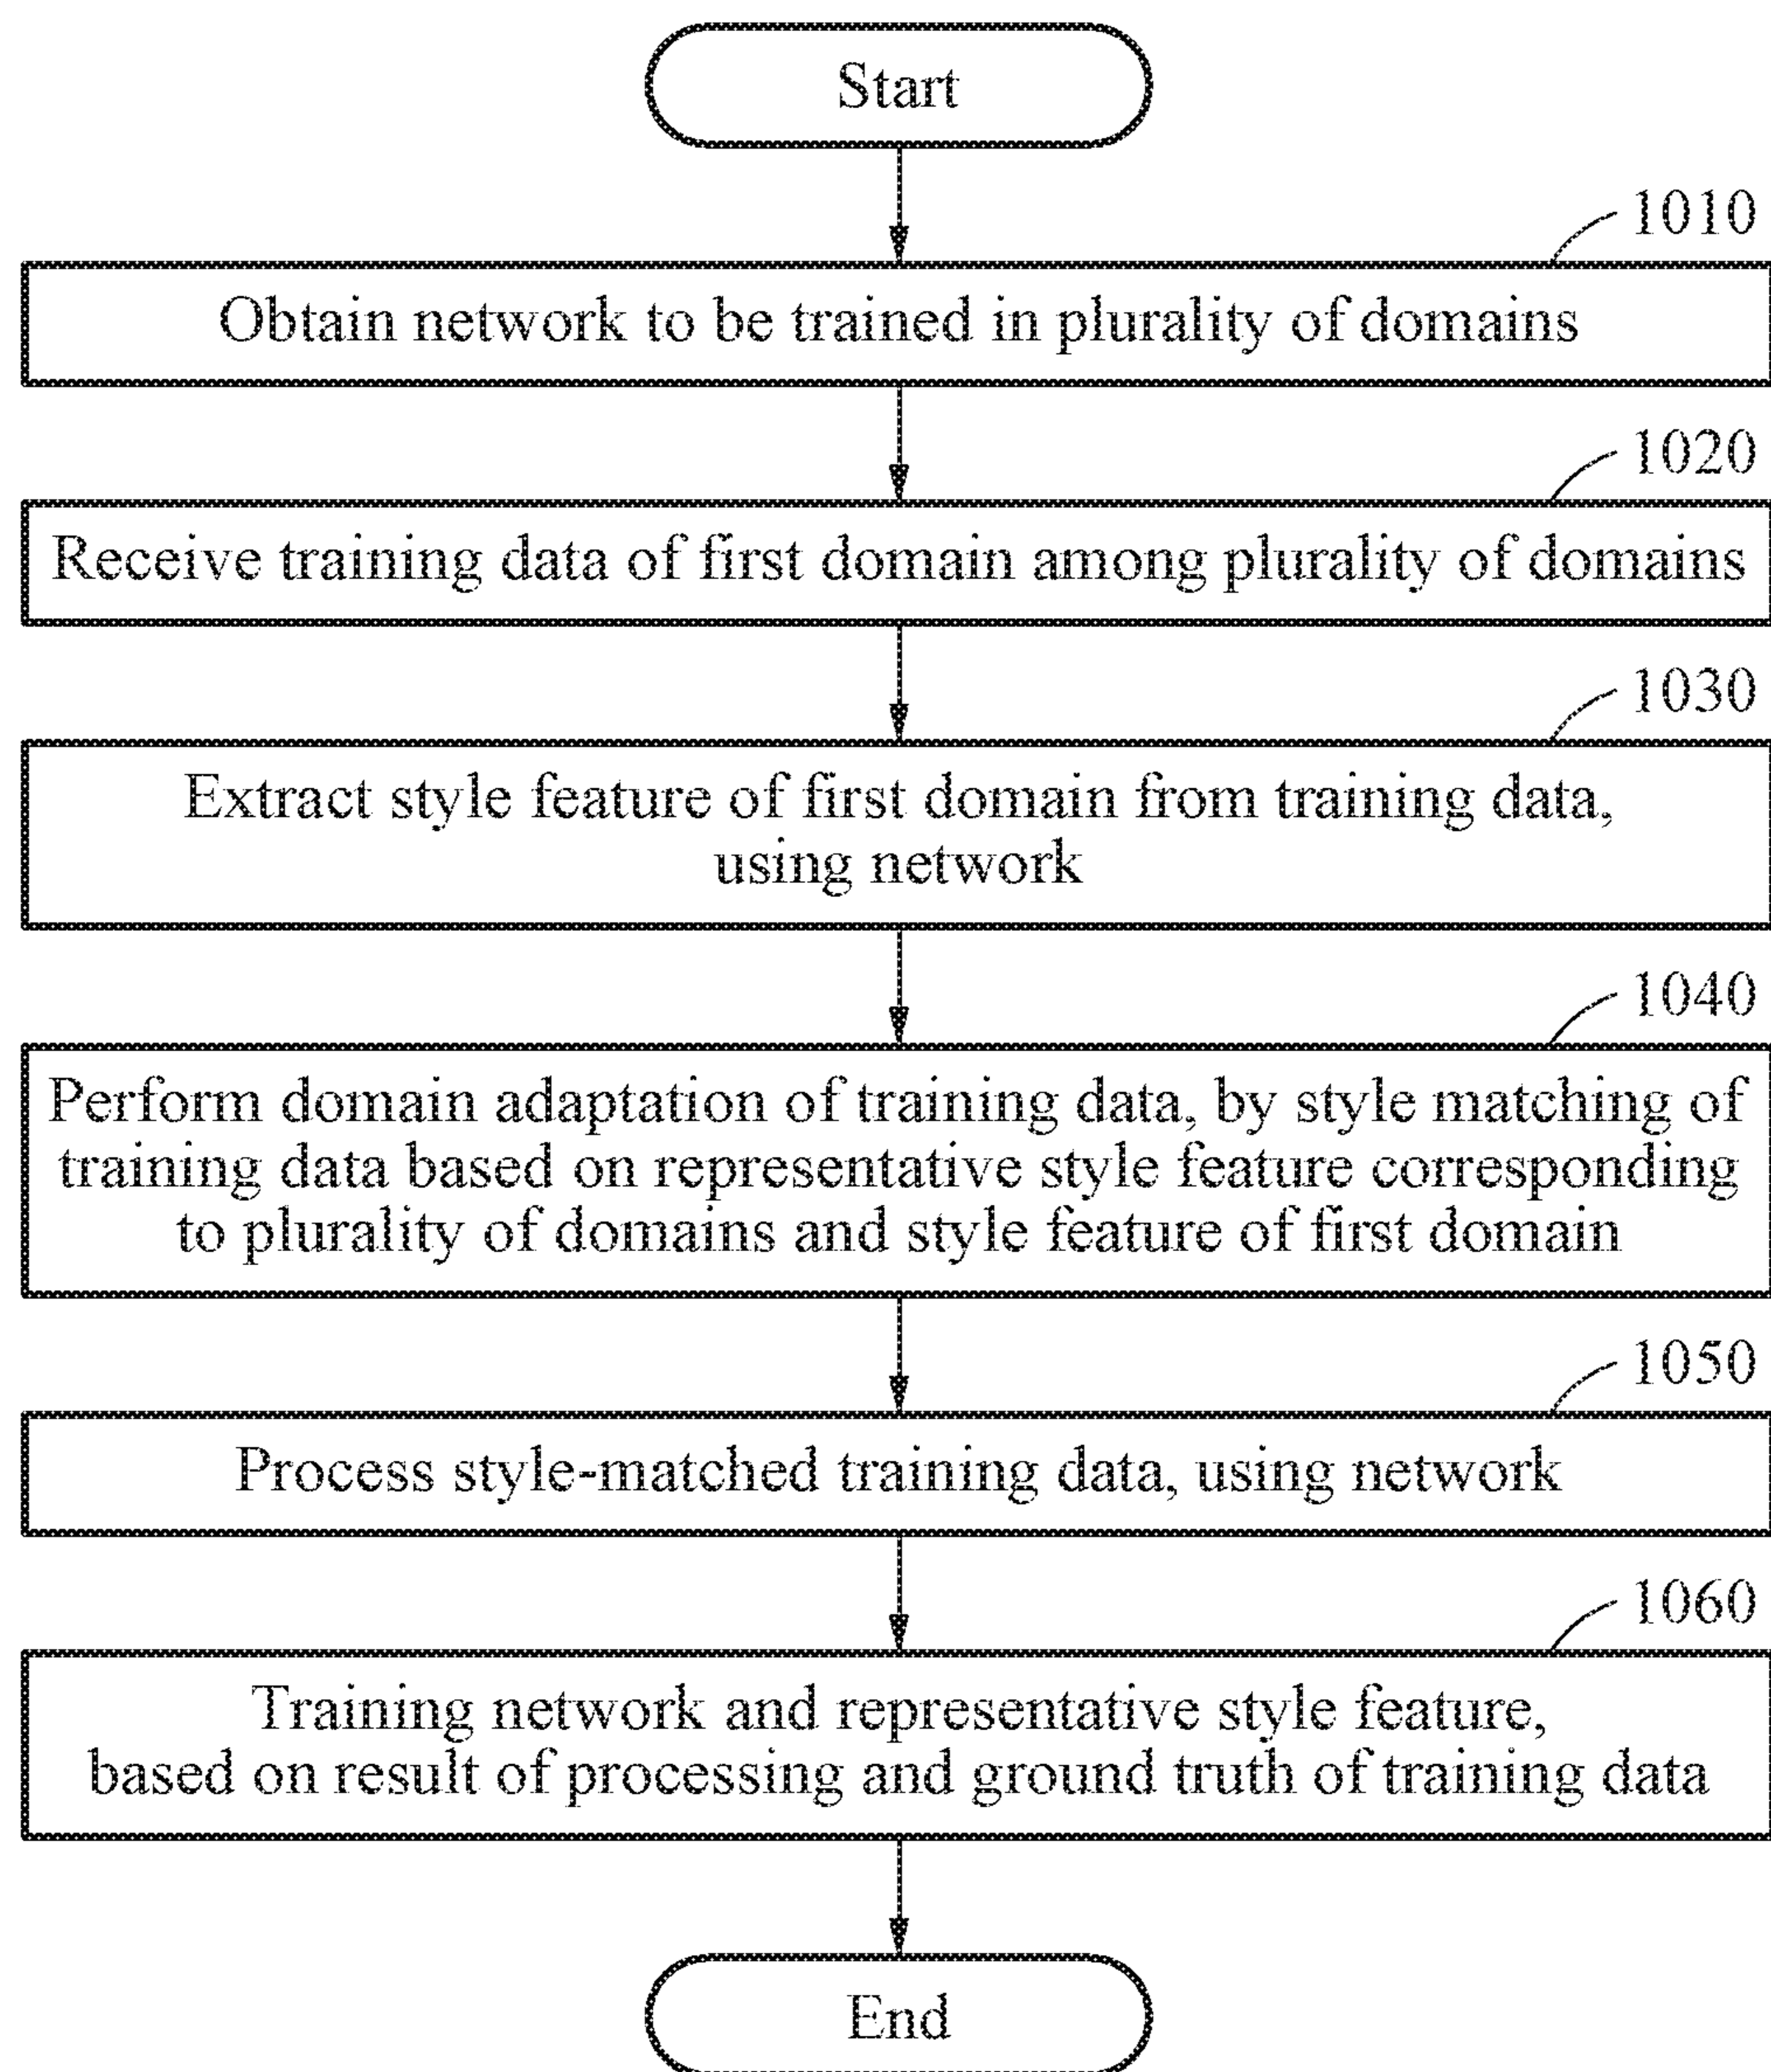 Start
1010
Obtain network to be trained in plurality of domains
1020
Receive training data of first domain among plurality of domains
1030
Extract style feature of first domain from training data,
using network
1040
Perform domain adaptation of training data, by style matching of
training data based on representative style feature corresponding
to plurality of domains and style feature of first domain
1050
Process style-matched training data, using network
1060
Training network and representative style feature,
based on result of processing and ground truth of training data
End